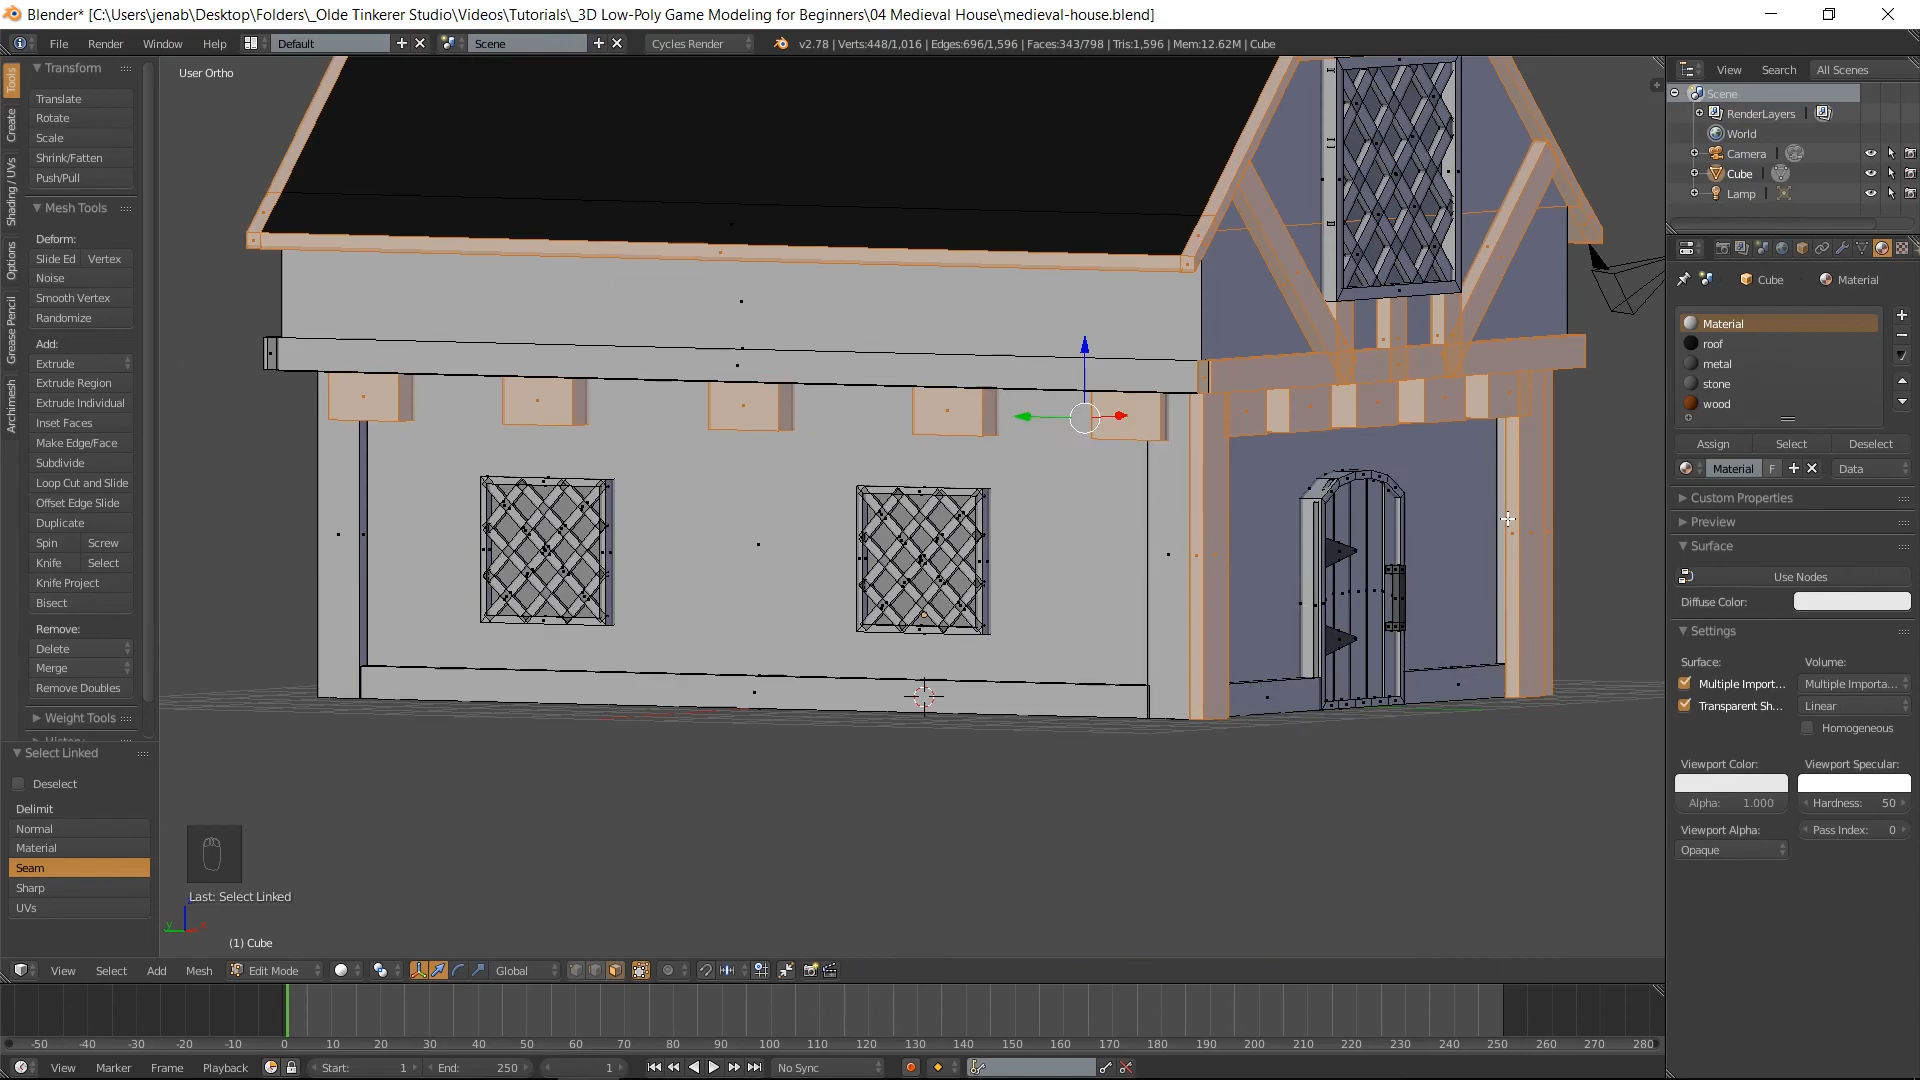 Blender* [C:\Users\jenab\Desktop\Folders\_Olde Tinkerer Studio\Videos\Tutorials\_3D Low-Poly Game Modeling for Beginners\04 Medieval House\medieval-house.blend]
File Render Window Help Default Scene Cycles Render v2.78 | Verts:448/1,016 | Edges:696/1,596 | Faces:343/798 | Tris:1,596 | Mem:12.62M | Cube
Tools
Create
Shading / UVs
Options
Grease Pencil
Archimesh
Transform
Translate
Rotate
Scale
Shrink/Fatten
Push/Pull
Mesh Tools
Deform:
Slide Ed Vertex
Noise
Smooth Vertex
Randomize
Add:
Extrude
Extrude Region
Extrude Individual
Inset Faces
Make Edge/Face
Subdivide
Loop Cut and Slide
Offset Edge Slide
Duplicate
Spin Screw
Knife Select
Knife Project
Bisect
Remove:
Delete
Merge
Remove Doubles
Weight Tools
Select Linked
Deselect
Delimit
Normal
Material
Seam
Sharp
UVs
User Ortho
Last: Select Linked
(1) Cube
View Select Add Mesh Edit Mode Global
View Search All Scenes
Scene
RenderLayers
World
Camera
Cube
Lamp
Cube Material
Material
roof
metal
stone
wood
Assign Select Deselect
Material F Data
Custom Properties
Preview
Surface
Use Nodes
Diffuse Color:
Settings
Surface: Volume:
Multiple Import... Multiple Importa...
Transparent Sh... Linear
Homogeneous
Viewport Color: Viewport Specular:
Alpha: 1.000 Hardness: 50
Viewport Alpha: Pass Index: 0
Opaque
-50 -40 -30 -20 -10 0 10 20 30 40 50 60 70 80 90 100 110 120 130 140 150 160 170 180 190 200 210 220 230 240 250 260 270 280
View Marker Frame Playback Start: 1 End: 250 1 No Sync